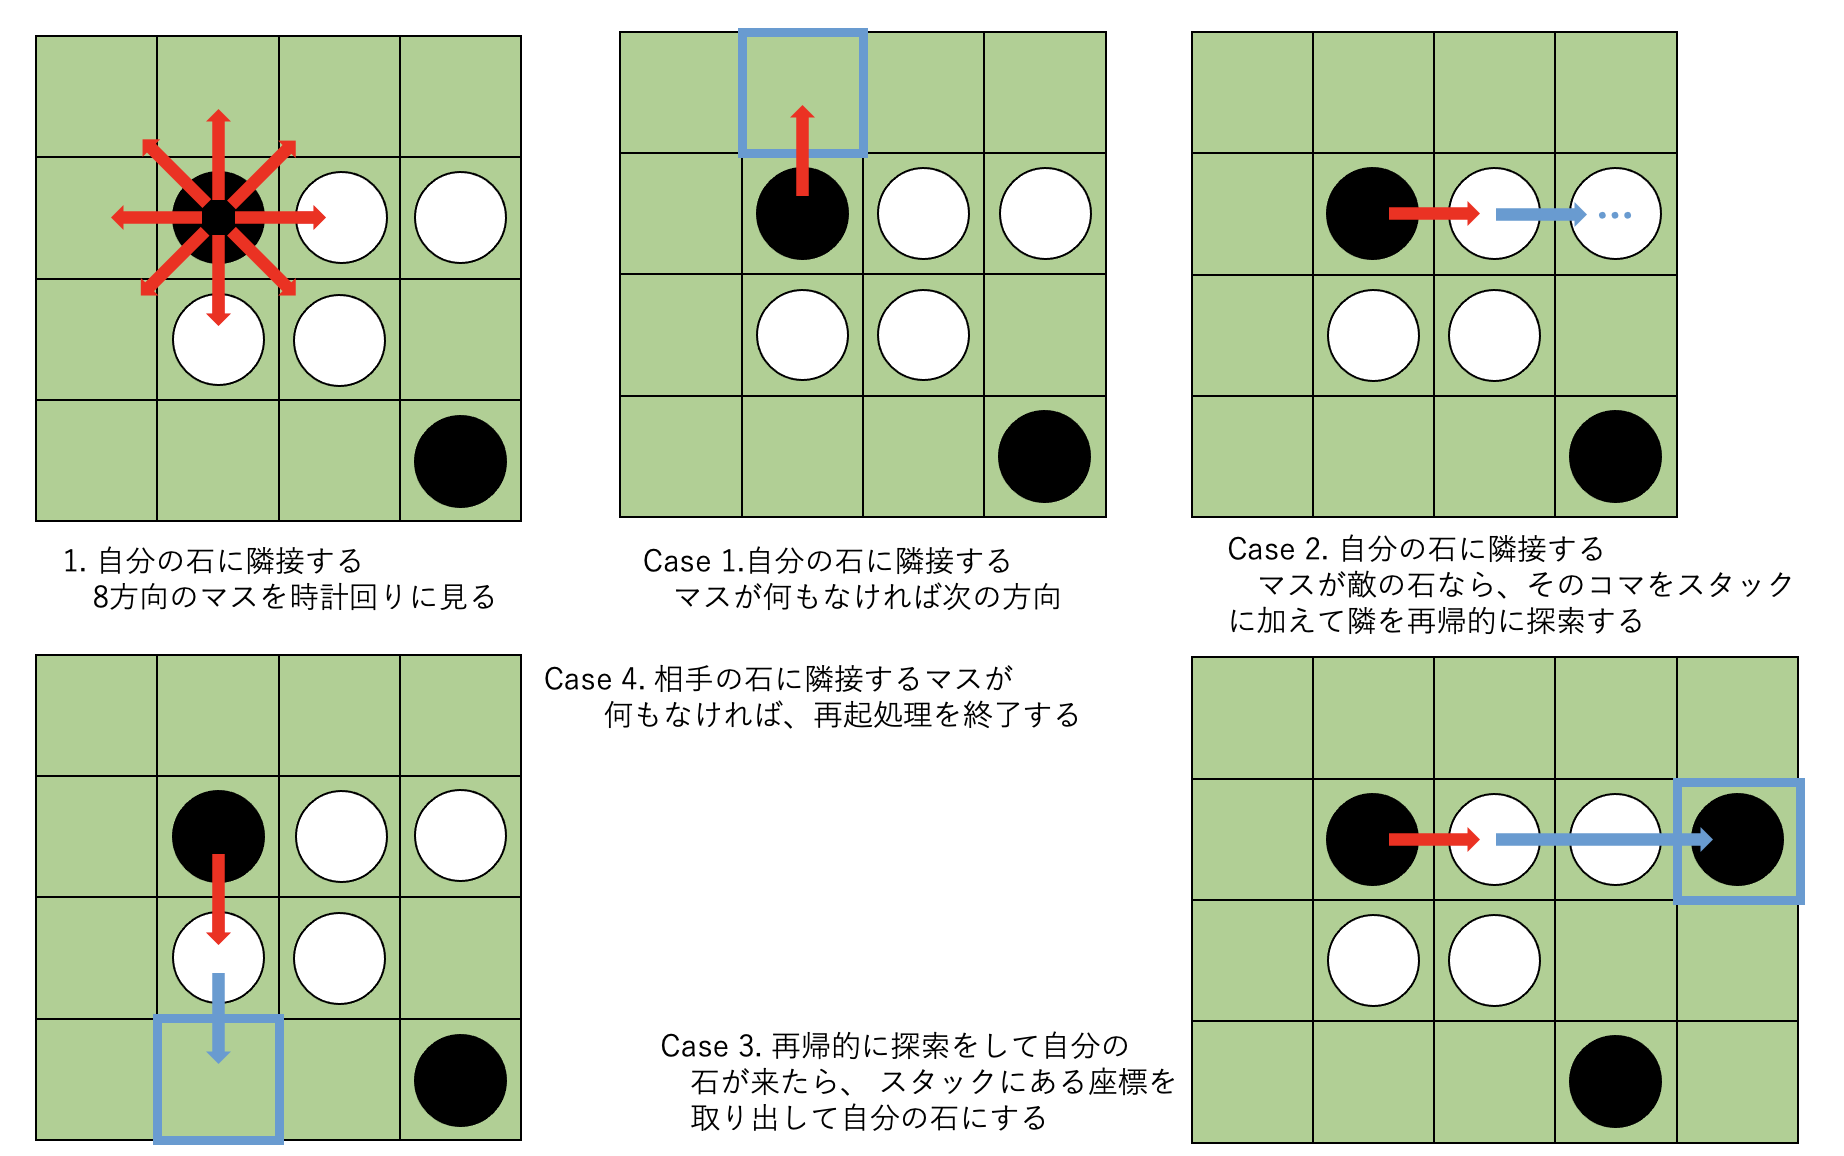 1. 自分の石に隣接する
8方向のマスを時計回りに見る
Case 1.自分の石に隣接する
マスが何もなければ次の方向
Case 2. 自分の石に隣接する
マスが敵の石なら、そのコマをスタック
に加えて隣を再帰的に探索する
Case 4. 相手の石に隣接するマスが
何もなければ、再起処理を終了する
Case 3. 再帰的に探索をして自分の
石が来たら、 スタックにある座標を
取り出して自分の石にする